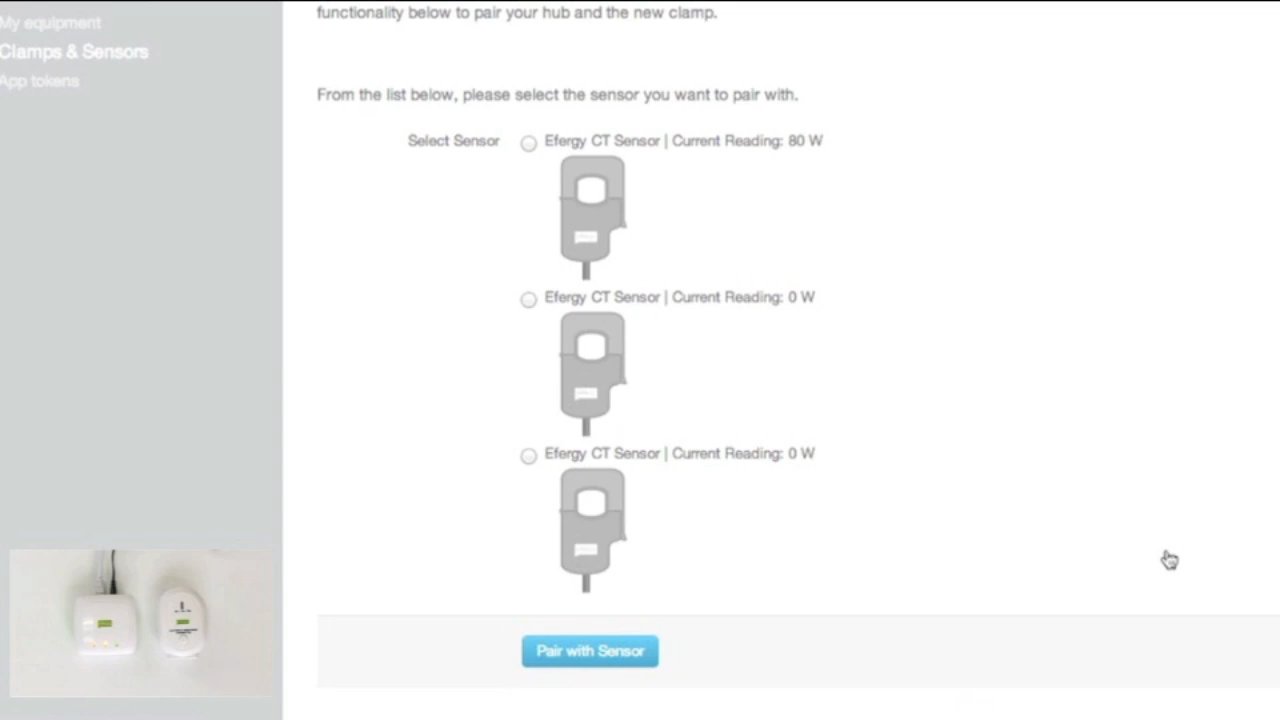 My equipment
Clamps & Sensors
App tokens
functionality below to pair your hub and the new clamp.
From the list below, please select the sensor you want to pair with.
Select Sensor
Efergy CT Sensor | Current Reading: 80 W
Efergy CT Sensor | Current Reading: 0 W
Efergy CT Sensor | Current Reading: 0 W
Pair with Sensor